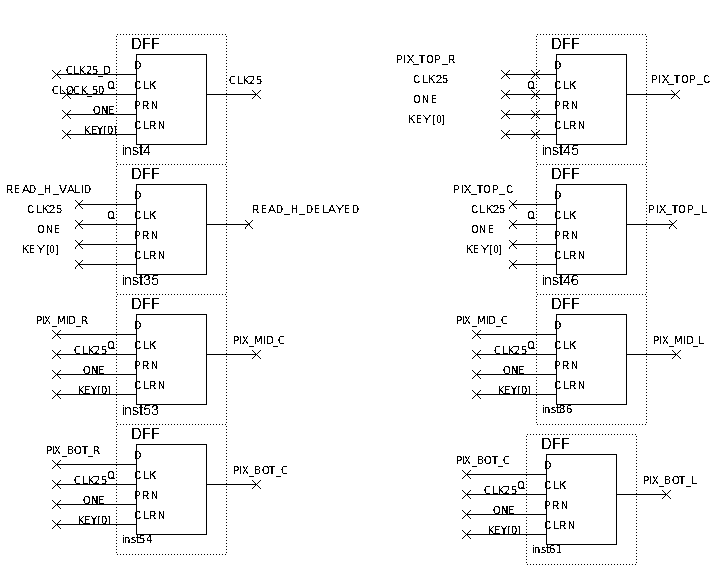 DFF
D
CLK25_D
CLK
Q
CLOCK_50
CLK25
PRN
ONE
CLRN
KEY[0]
inst4
DFF
D
PIX_TOP_R
CLK25
CLK
Q
PIX_TOP_C
ONE
PRN
KEY[0]
CLRN
inst45
DFF
READ_H_VALID
D
CLK25
CLK
Q
READ_H_DELAYED
ONE
PRN
KEY[0]
CLRN
inst35
DFF
PIX_TOP_C
D
CLK25
CLK
Q
PIX_TOP_L
ONE
PRN
KEY[0]
CLRN
inst46
DFF
PIX_MID_R
D
CLK25
Q
CLK
PIX_MID_C
ONE
PRN
KEY[0]
CLRN
inst53
DFF
PIX_MID_C
D
CLK25
Q
CLK
PIX_MID_L
ONE
PRN
KEY[0]
CLRN
inst36
DFF
PIX_BOT_R
D
CLK25
Q
CLK
PIX_BOT_C
ONE
PRN
KEY[0]
CLRN
inst54
DFF
PIX_BOT_C
D
CLK25
Q
CLK
PIX_BOT_L
ONE
PRN
KEY[0]
CLRN